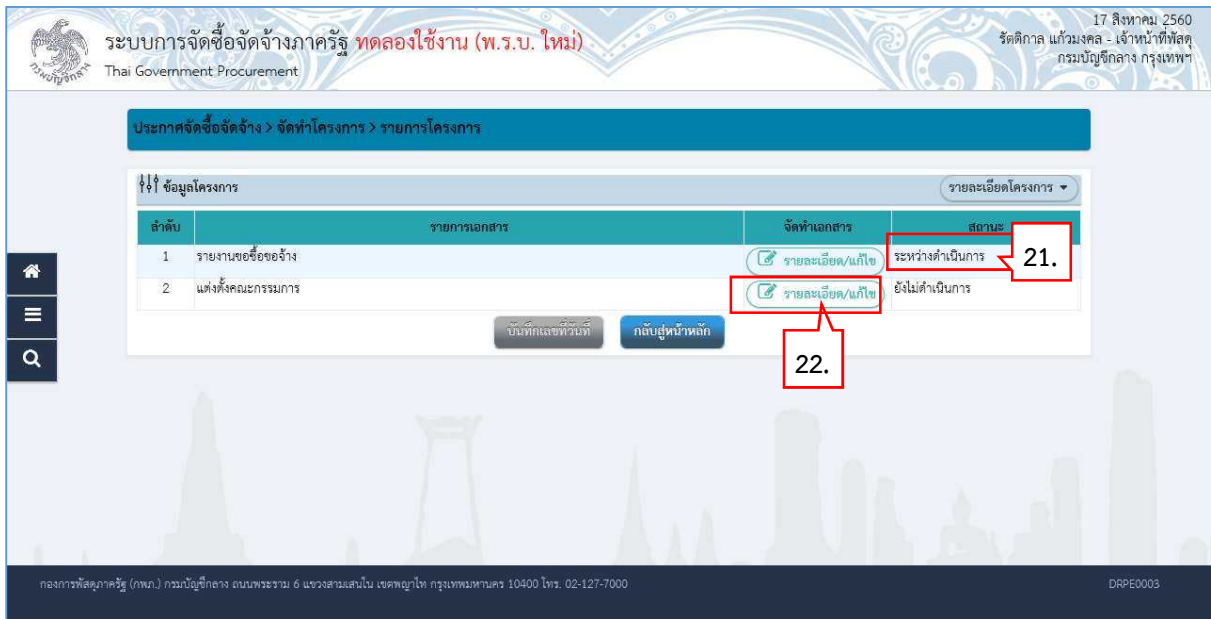 17 สิงหาคม 2560
ระบบการจัดซื้อจัดจ้างภาครัฐ ทดลองใช้งาน (พ.ร.บ. ใหม่)
รัตติกาล แก้วมงคล - เจ้าหน้าที่พัสดุ
Thai Government Procurement
กรมบัญชีกลาง กรุงเทพฯ
กรมบัญชีกลาง
ประกาศจัดซื้อจัดจ้าง > จัดทำโครงการ > รายการโครงการ
ข้อมูลโครงการ รายละเอียดโครงการ
ลำดับ รายการเอกสาร จัดทำเอกสาร สถานะ
1 รายงานขอซื้อขอจ้าง รายละเอียด/แก้ไข ระหว่างดำเนินการ 21.
2 แต่งตั้งคณะกรรมการ รายละเอียด/แก้ไข ยังไม่ดำเนินการ
บันทึกเลขที่วันที่ กลับสู่หน้าหลัก
22.
กองการพัสดุภาครัฐ (กพภ.) กรมบัญชีกลาง ถนนพระราม 6 แขวงสามเสนใน เขตพญาไท กรุงเทพมหานคร 10400 โทร. 02-127-7000 DRPE0003